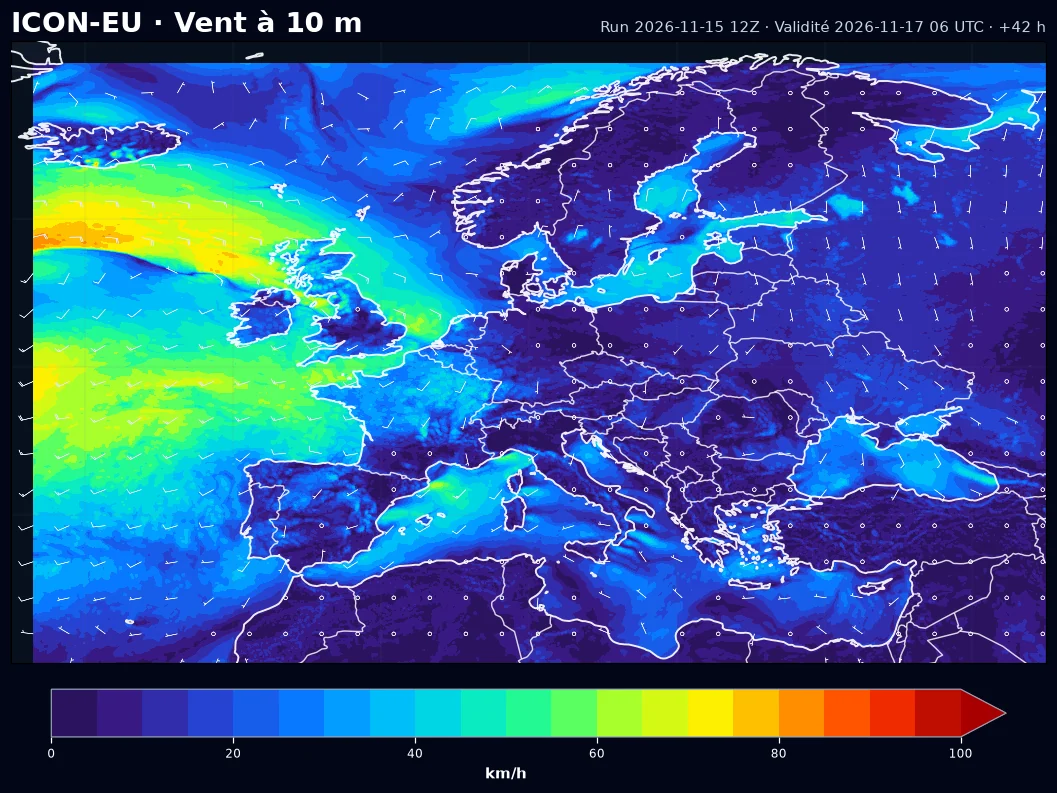 ICON-EU · Vent à 10 m
Run 2026-11-15 12Z · Validité 2026-11-17 06 UTC · +42 h
0 20 40 60 80 100
km/h